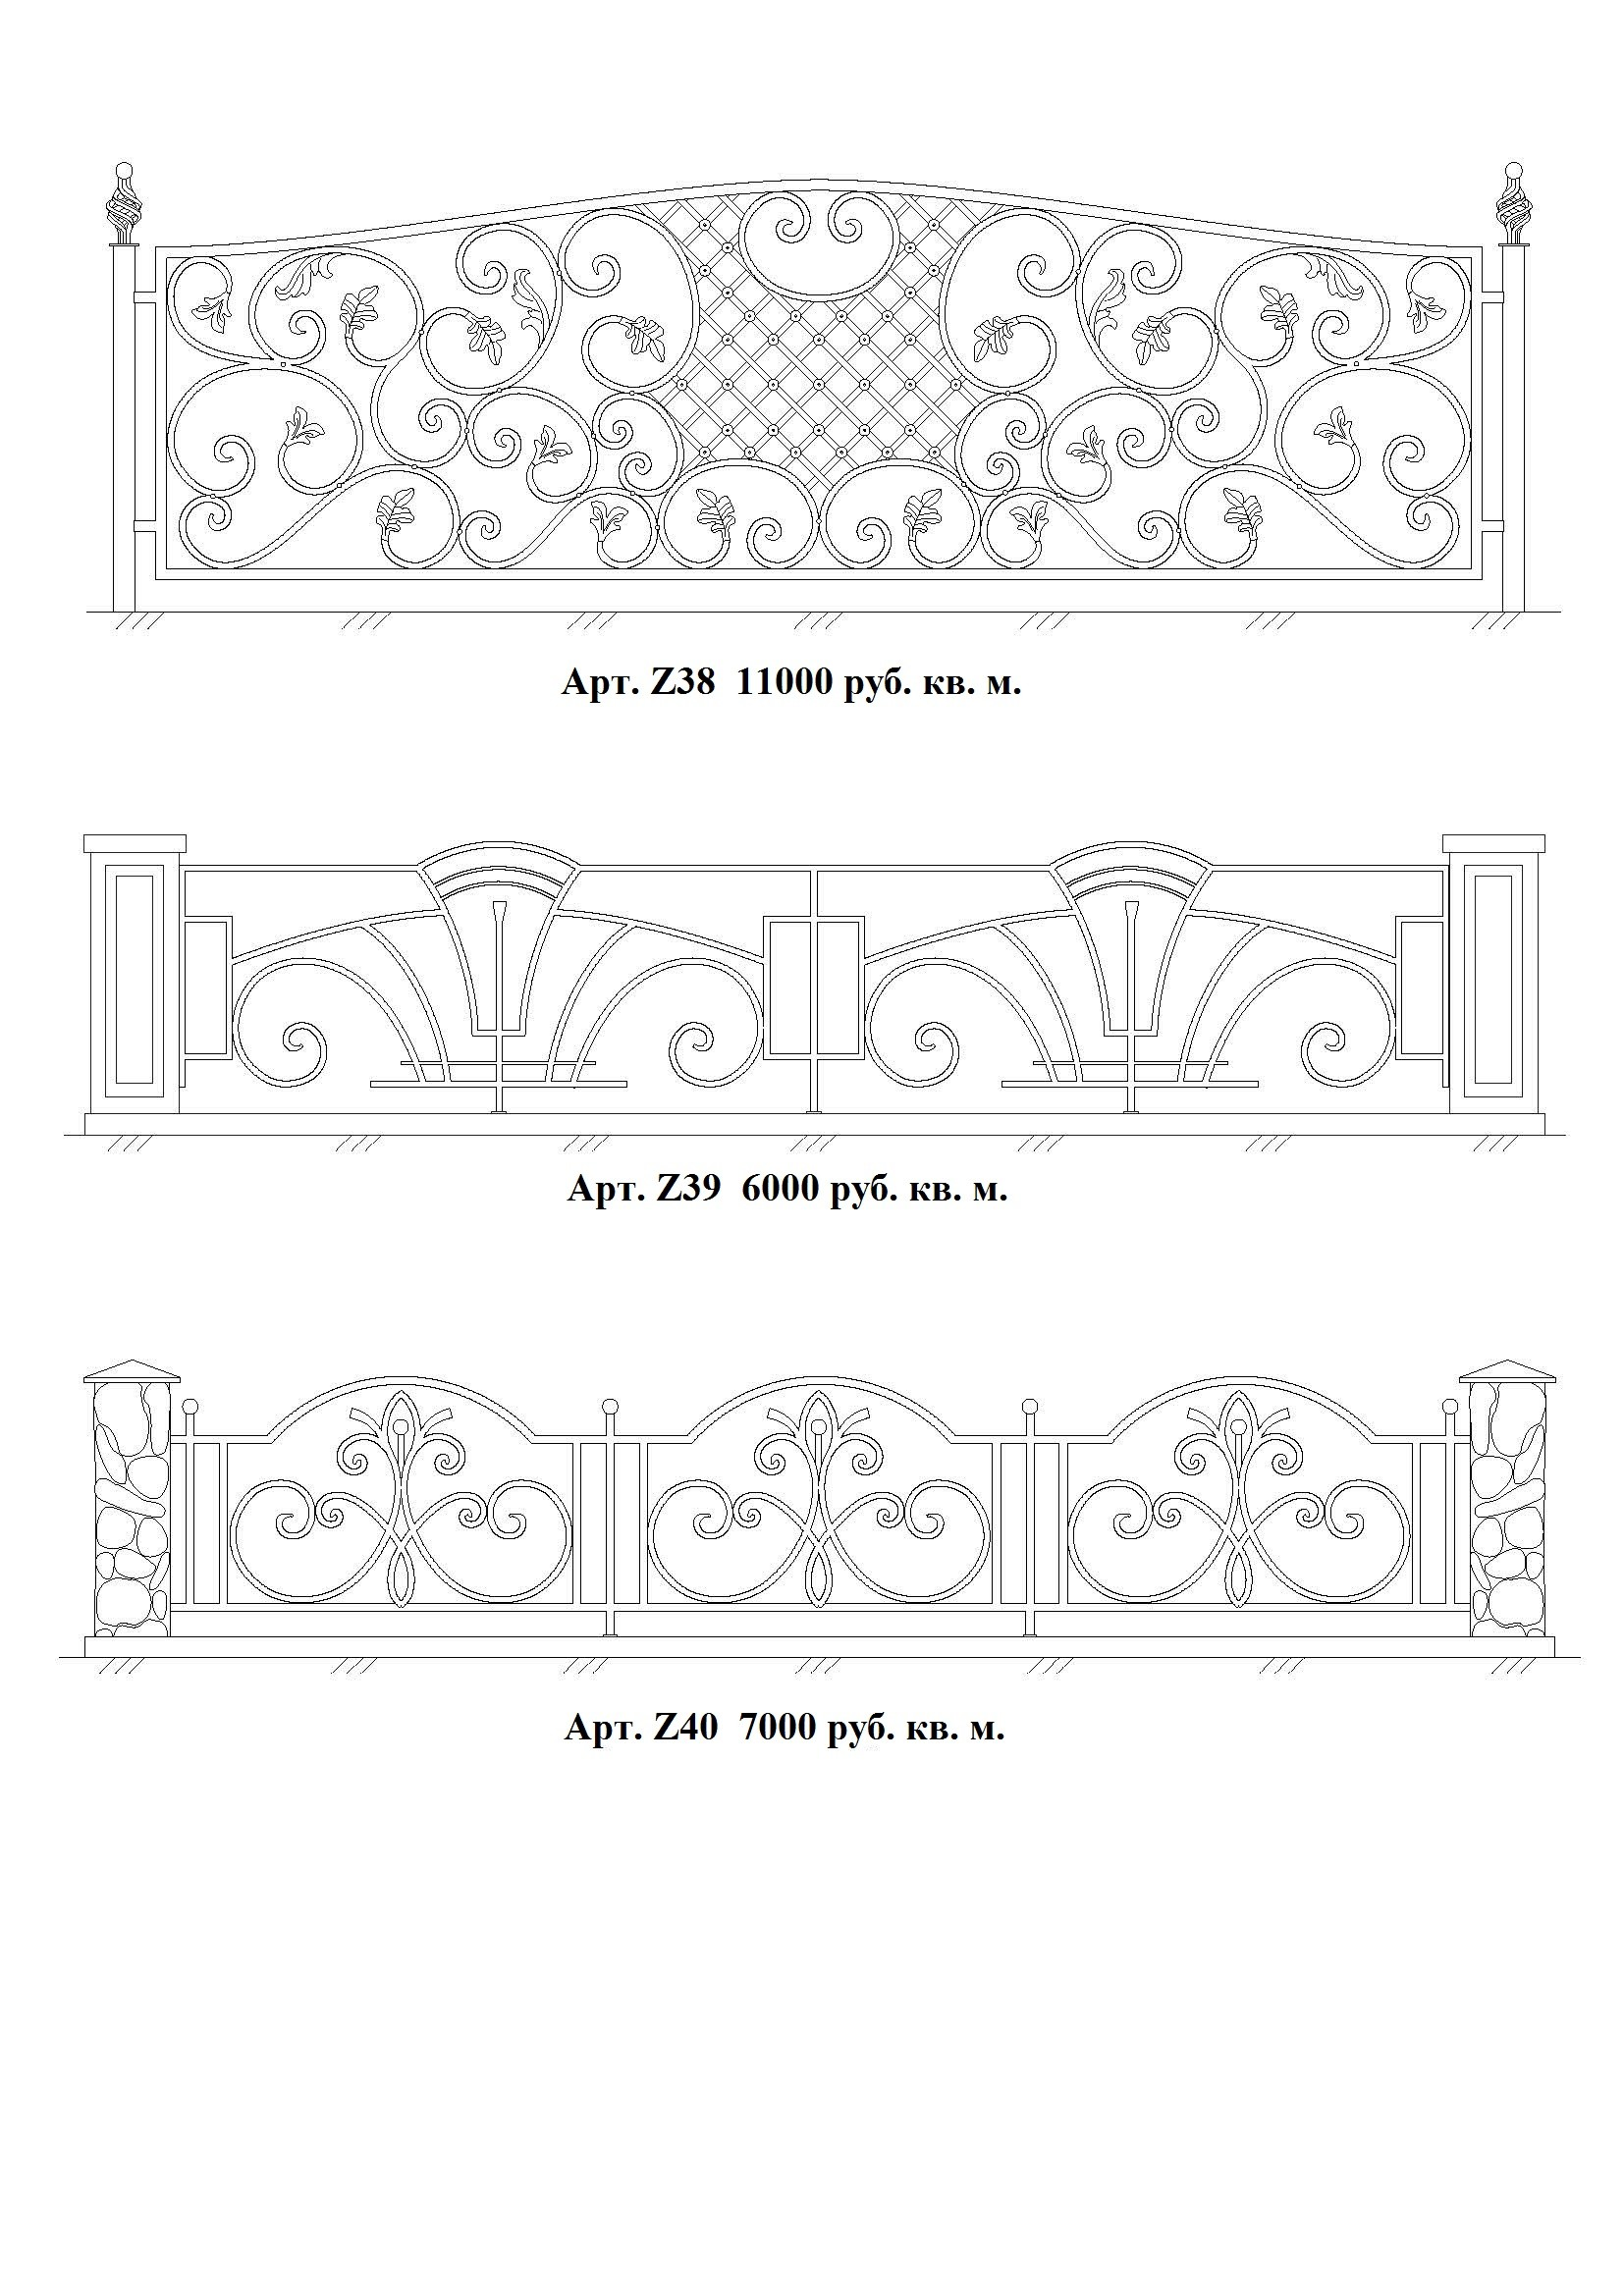 Арт. Z38  11000 руб. кв. м.
Арт. Z39  6000 руб. кв. м.
Арт. Z40  7000 руб. кв. м.